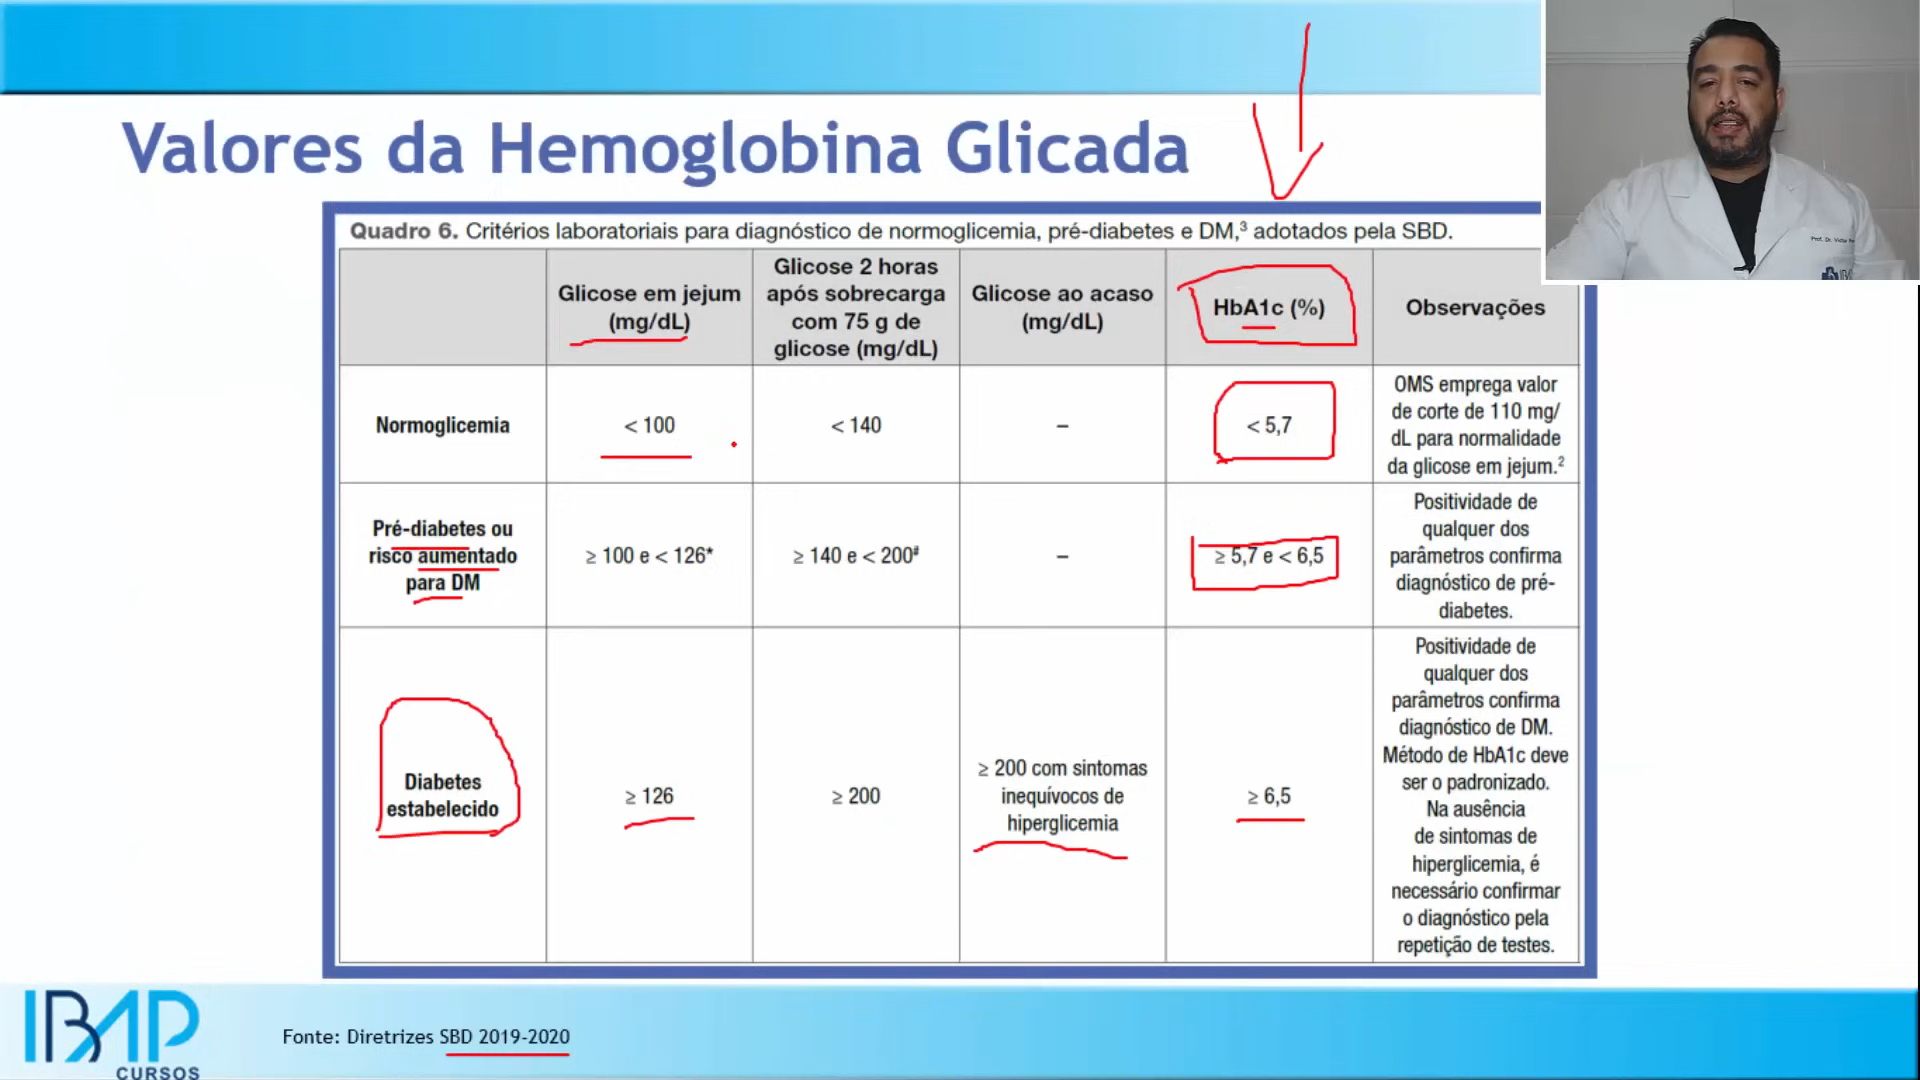 Valores da Hemoglobina Glicada
Quadro 6. Critérios laboratoriais para diagnóstico de normoglicemia, pré-diabetes e DM,³ adotados pela SBD.
Glicose em jejum
(mg/dL)
Glicose 2 horas
após sobrecarga
com 75 g de
glicose (mg/dL)
Glicose ao acaso
(mg/dL)
HbA1c (%)
Observações
Normoglicemia
< 100
< 140
–
< 5,7
OMS emprega valor
de corte de 110 mg/
dL para normalidade
da glicose em jejum.²
Pré-diabetes ou
risco aumentado
para DM
≥ 100 e < 126*
≥ 140 e < 200#
–
≥ 5,7 e < 6,5
Positividade de
qualquer dos
parâmetros confirma
diagnóstico de pré-
diabetes.
Diabetes
estabelecido
≥ 126
≥ 200
≥ 200 com sintomas
inequívocos de
hiperglicemia
≥ 6,5
Positividade de
qualquer dos
parâmetros confirma
diagnóstico de DM.
Método de HbA1c deve
ser o padronizado.
Na ausência
de sintomas de
hiperglicemia, é
necessário confirmar
o diagnóstico pela
repetição de testes.
IBAP
CURSOS
Fonte: Diretrizes SBD 2019-2020
Prof. Dr. Victor